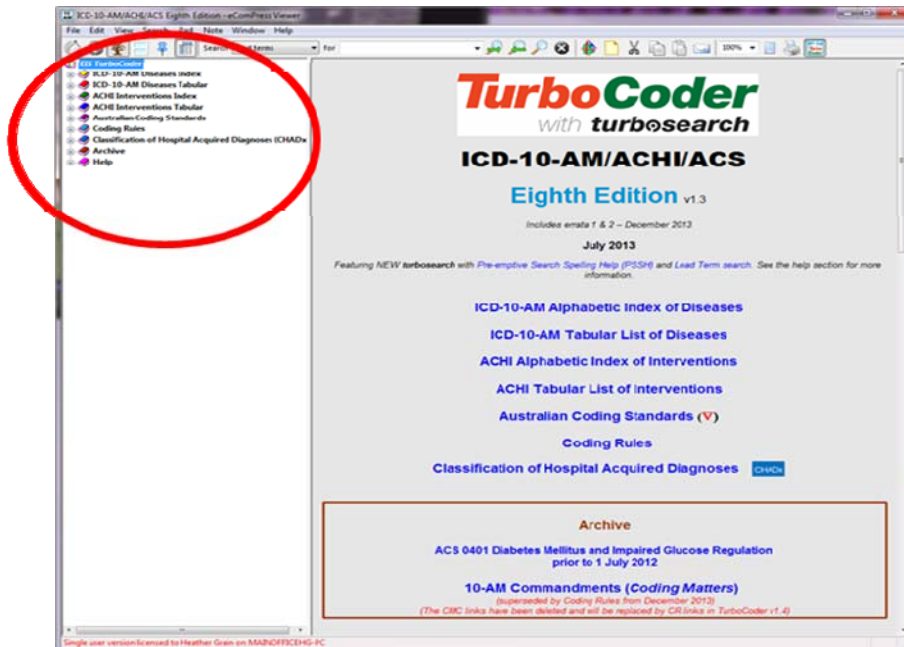 ICD-10-AM/ACHI/ACS Eighth Edition - eComPress Viewer
File Edit View Search Pad Note Window Help
Search for
100%
TurboCoder
ICD-10-AM Diseases Index
ICD-10-AM Diseases Tabular
ACHI Interventions Index
ACHI Interventions Tabular
Australian Coding Standards
Coding Rules
Classification of Hospital Acquired Diagnoses (CHADx
Archive
Help
TurboCoder
with turbosearch
ICD-10-AM/ACHI/ACS
Eighth Edition v1.3
Includes errata 1 & 2 – December 2013
July 2013
Featuring NEW turbosearch with Pre-emptive Search Spelling Help (PSSH) and Lead Term search. See the help section for more
information.
ICD-10-AM Alphabetic Index of Diseases
ICD-10-AM Tabular List of Diseases
ACHI Alphabetic Index of Interventions
ACHI Tabular List of Interventions
Australian Coding Standards (V)
Coding Rules
Classification of Hospital Acquired Diagnoses CHADx
Archive
ACS 0401 Diabetes Mellitus and Impaired Glucose Regulation
prior to 1 July 2012
10-AM Commandments (Coding Matters)
(superseded by Coding Rules from December 2013)
(The CMC links have been deleted and will be replaced by CR links in TurboCoder v1.4)
Single user version licensed to Heather Grain on MAINOFFICEHG-PC